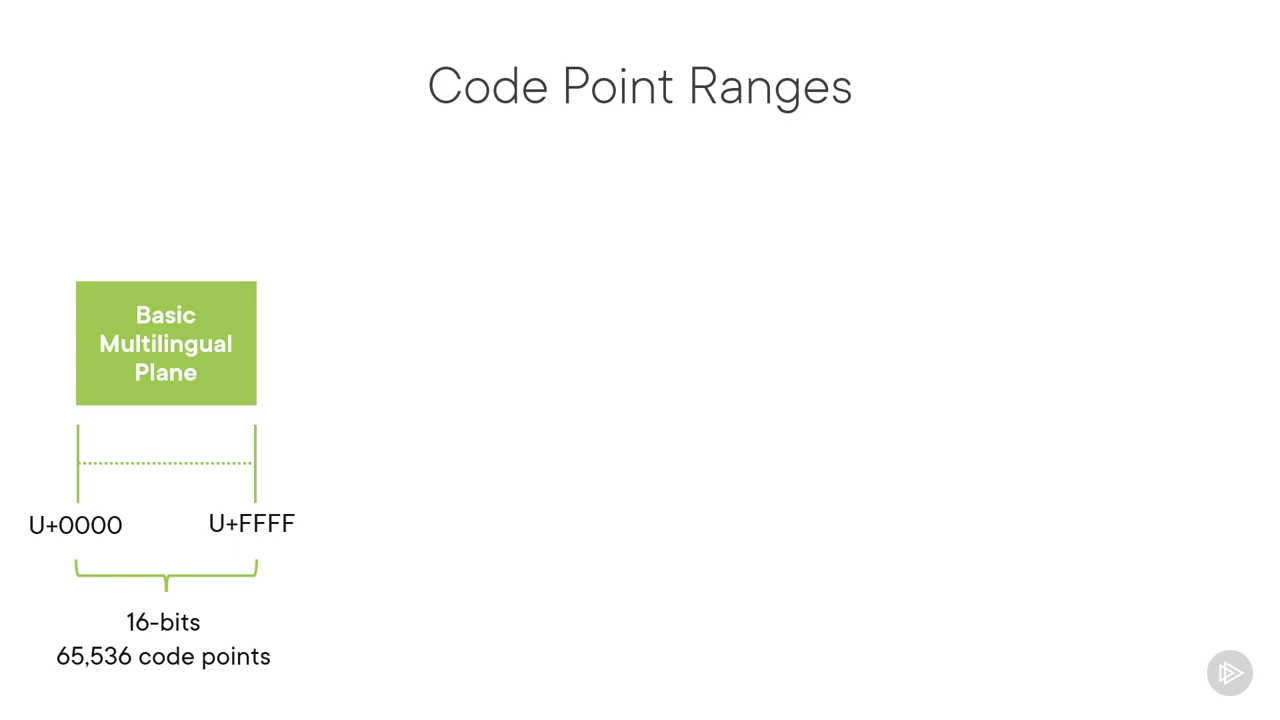 Code Point Ranges
Basic
Multilingual
Plane
U+0000
U+FFFF
16-bits
65,536 code points